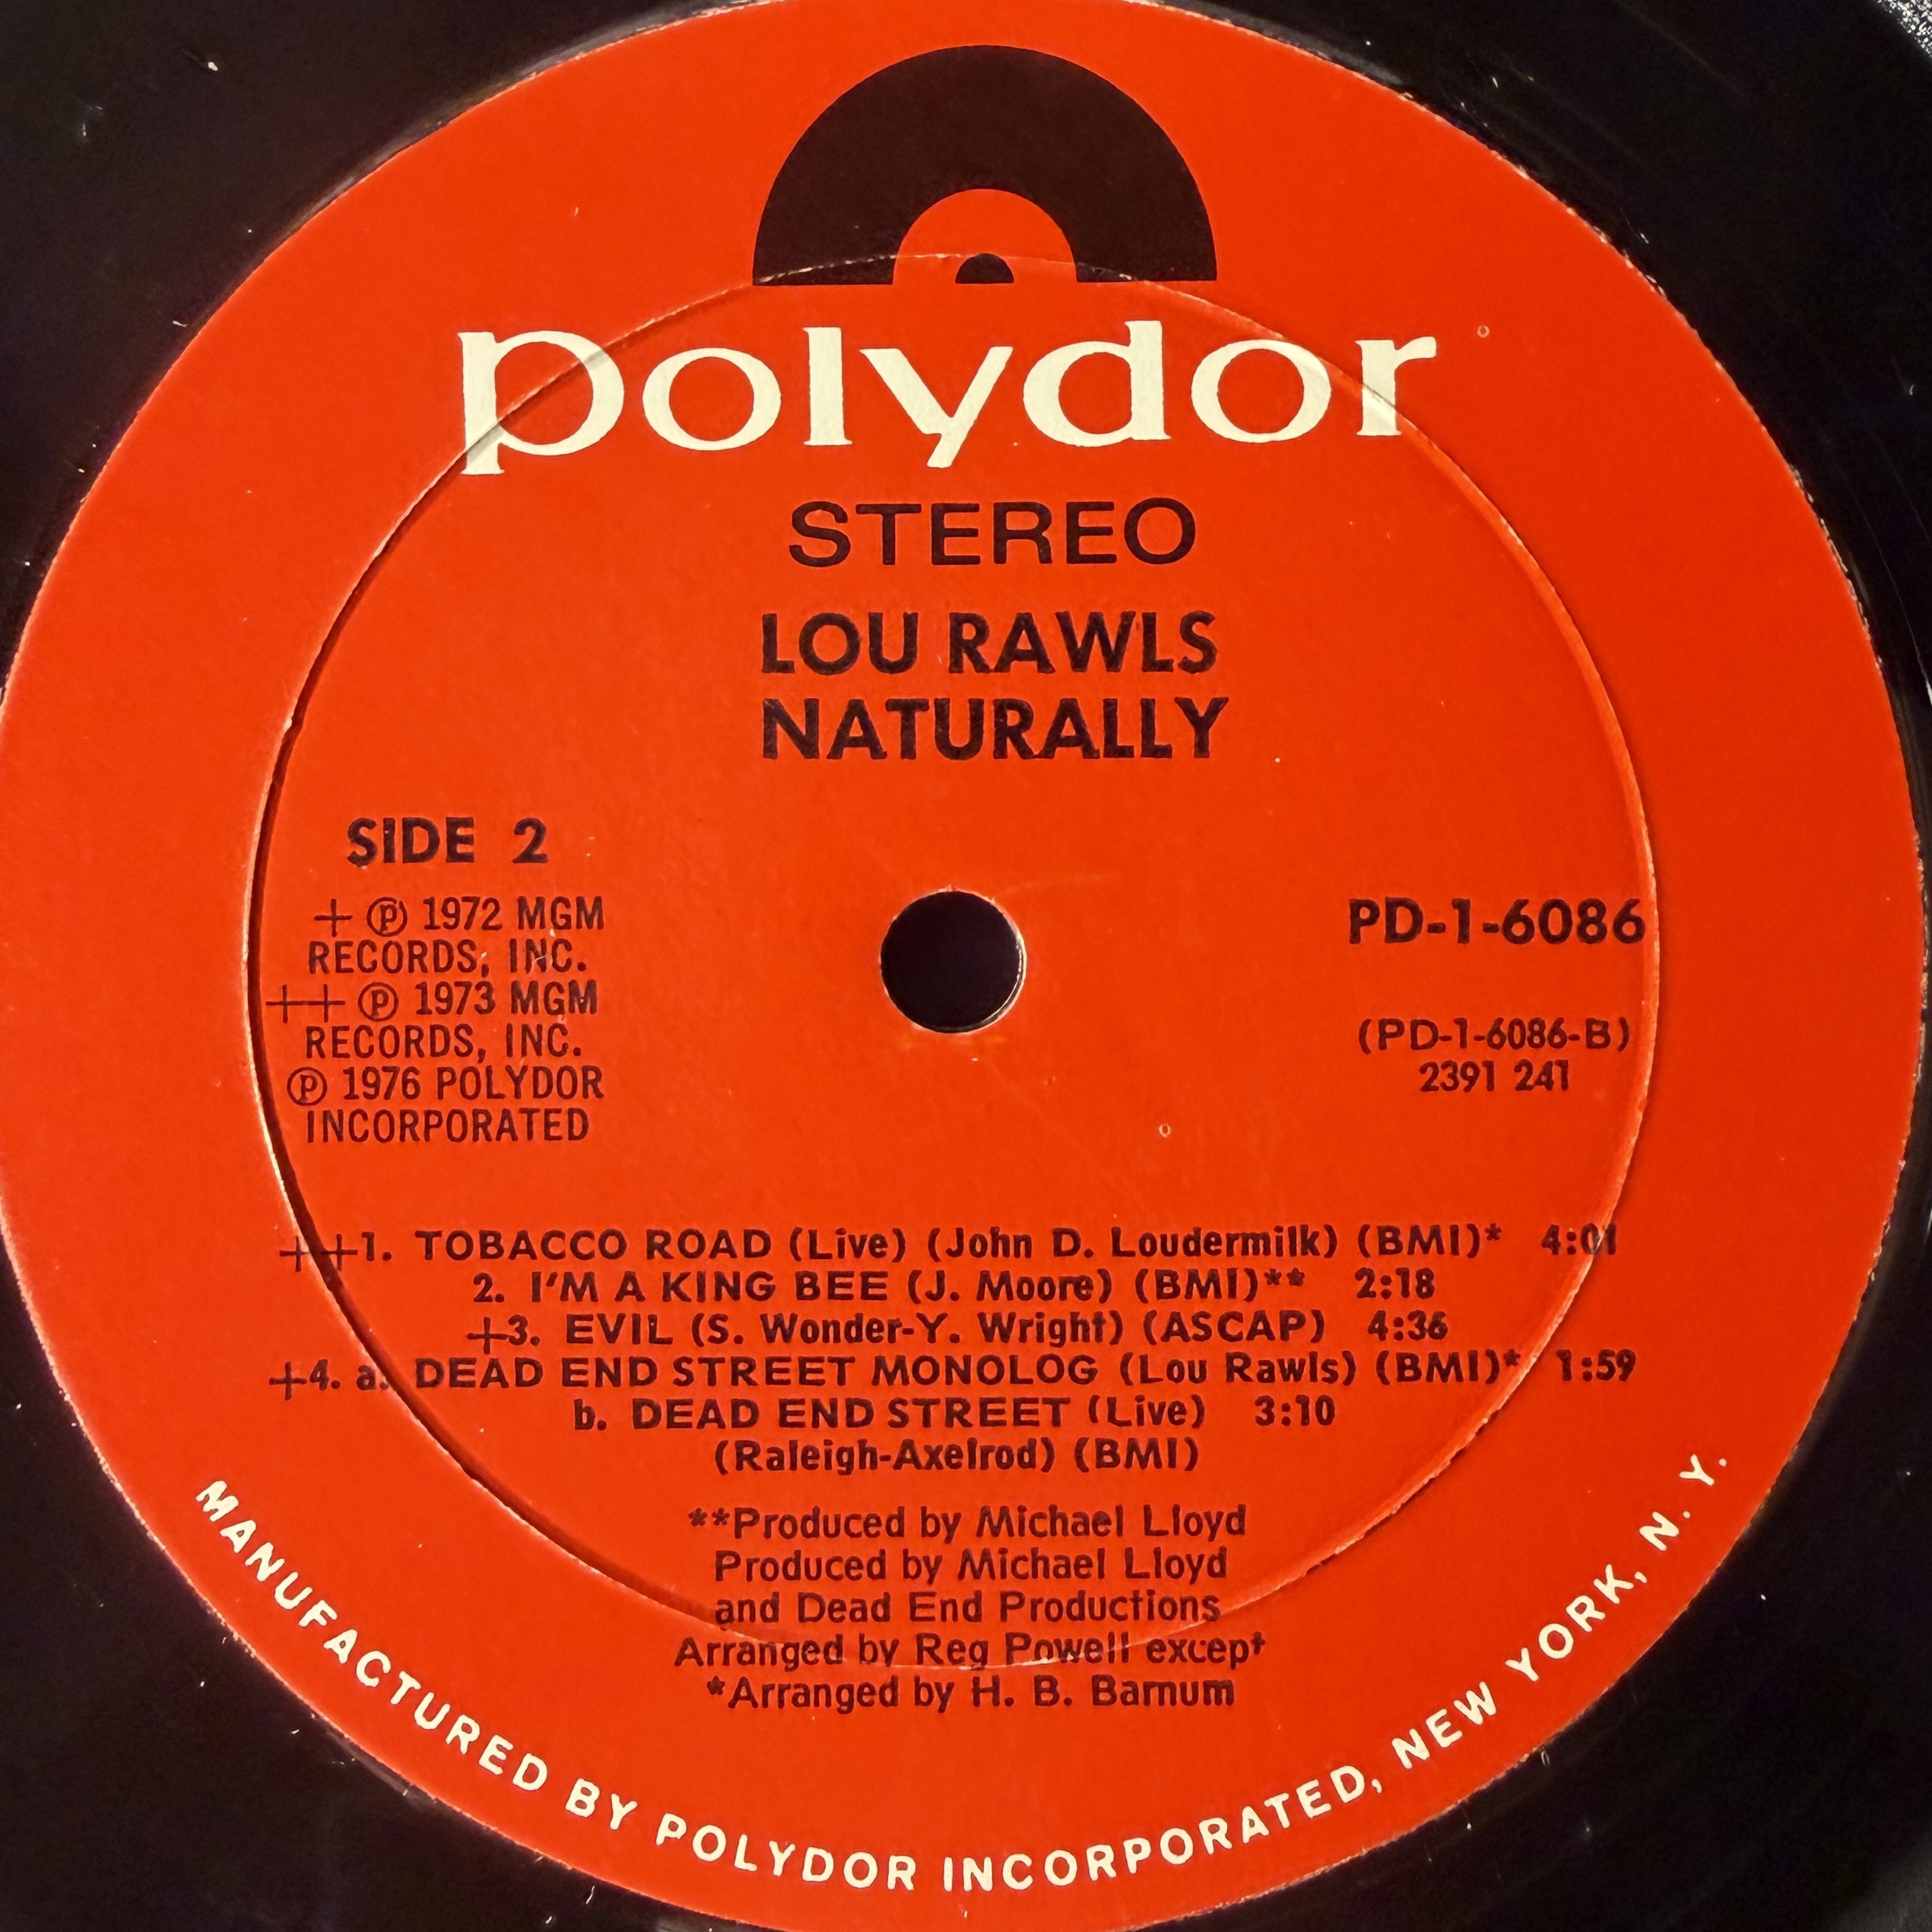 polydor
STEREO
LOU RAWLS
NATURALLY
SIDE 2
+ ℗ 1972 MGM
RECORDS, INC.
++ ℗ 1973 MGM
RECORDS, INC.
℗ 1976 POLYDOR
INCORPORATED
PD-1-6086
(PD-1-6086-B)
2391 241
++1. TOBACCO ROAD (Live) (John D. Loudermilk) (BMI)* 4:01
2. I'M A KING BEE (J. Moore) (BMI)** 2:18
+3. EVIL (S. Wonder-Y. Wright) (ASCAP) 4:36
+4. a. DEAD END STREET MONOLOG (Lou Rawls) (BMI)* 1:59
b. DEAD END STREET (Live) 3:10
(Raleigh-Axelrod) (BMI)
**Produced by Michael Lloyd
Produced by Michael Lloyd
and Dead End Productions
Arranged by Reg Powell except
*Arranged by H. B. Barnum
MANUFACTURED BY POLYDOR INCORPORATED, NEW YORK, N. Y.